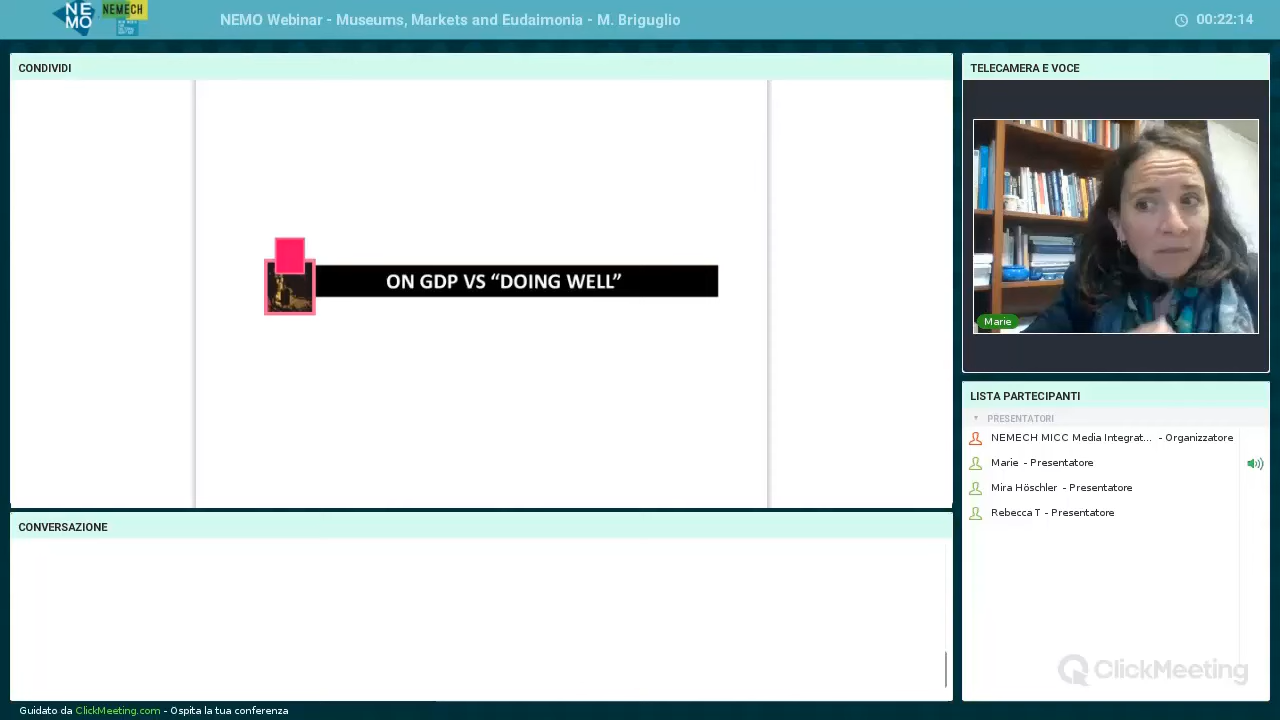 NE
MO
NEMECH
NEMO Webinar - Museums, Markets and Eudaimonia - M. Briguglio
00:22:14
CONDIVIDI
ON GDP VS “DOING WELL”
TELECAMERA E VOCE
Marie
LISTA PARTECIPANTI
PRESENTATORI
NEMECH MICC Media Integrat... - Organizzatore
Marie - Presentatore
Mira Höschler - Presentatore
Rebecca T - Presentatore
CONVERSAZIONE
ClickMeeting
Guidato da ClickMeeting.com - Ospita la tua conferenza